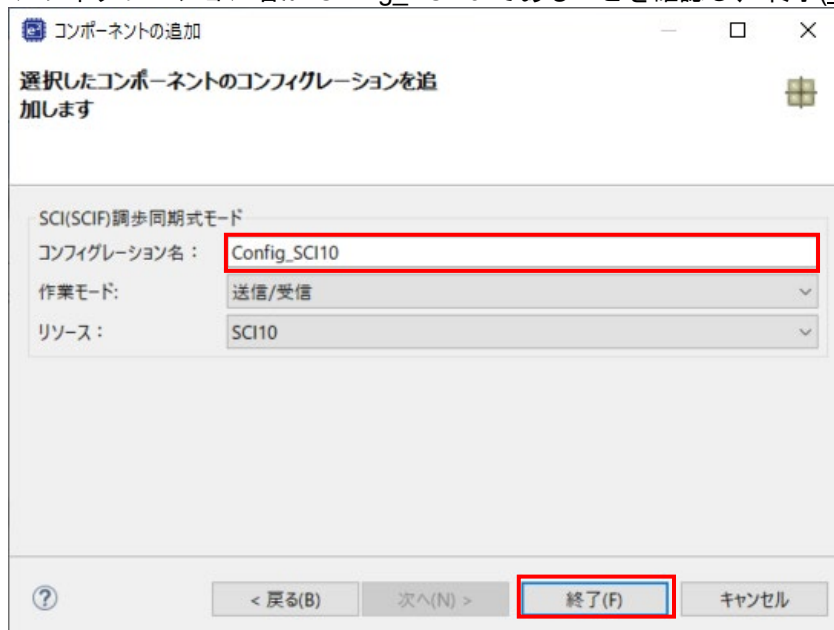 コンポーネントの追加
選択したコンポーネントのコンフィグレーションを追
加します
SCI(SCIF)調歩同期式モード
コンフィグレーション名：
Config_SCI10
作業モード:
送信/受信
リソース：
SCI10
< 戻る(B)
次へ(N) >
終了(F)
キャンセル